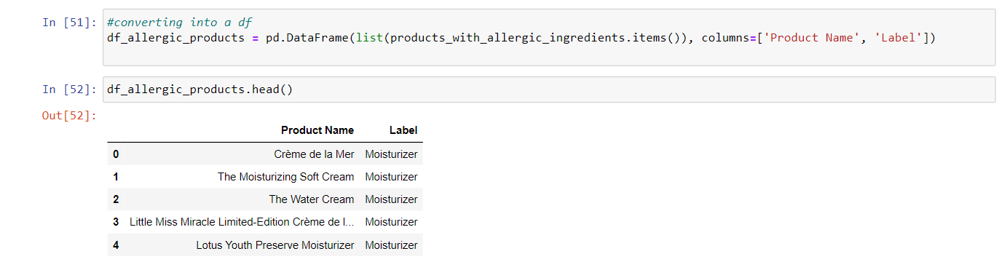 In [51]: #converting into a df
df_allergic_products = pd.DataFrame(list(products_with_allergic_ingredients.items()), columns=['Product Name', 'Label'])
In [52]: df_allergic_products.head()
Out[52]:
Product Name Label
0 Crème de la Mer Moisturizer
1 The Moisturizing Soft Cream Moisturizer
2 The Water Cream Moisturizer
3 Little Miss Miracle Limited-Edition Crème de l... Moisturizer
4 Lotus Youth Preserve Moisturizer Moisturizer